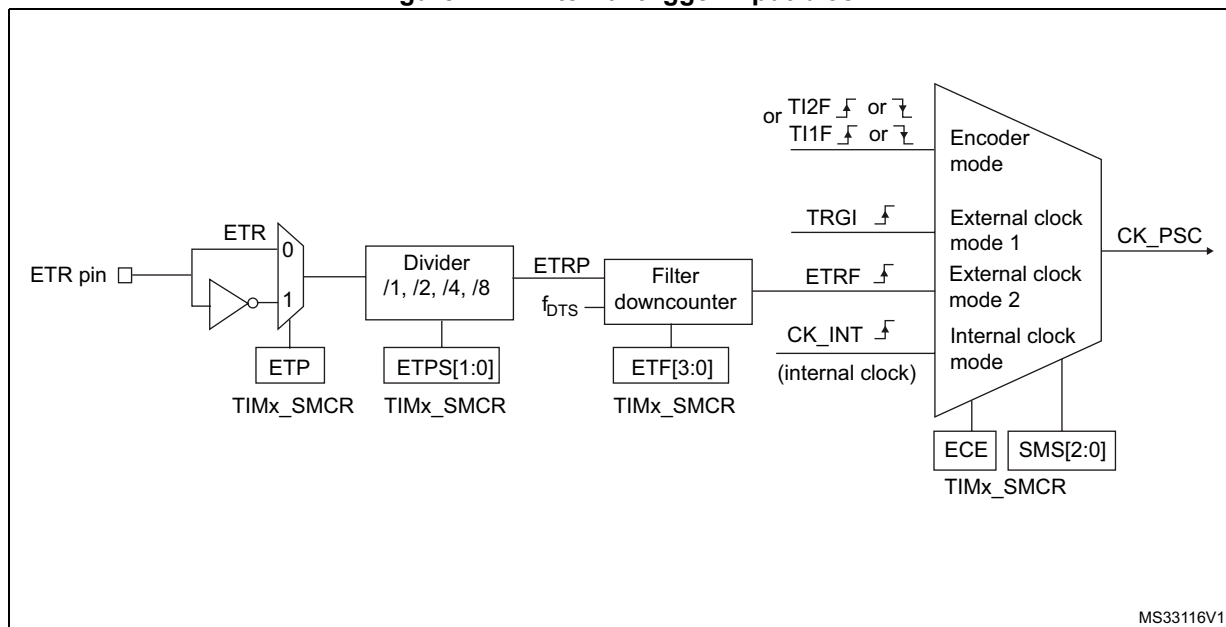 or TI2F or
TI1F or
Encoder
mode
TRGI
External clock
mode 1
CK_PSC
ETR
0
ETR pin
1
Divider
/1, /2, /4, /8
ETRP
fDTS
Filter
downcounter
ETRF
External clock
mode 2
CK_INT
(internal clock)
Internal clock
mode
ETP
TIMx_SMCR
ETPS[1:0]
TIMx_SMCR
ETF[3:0]
TIMx_SMCR
ECE
SMS[2:0]
TIMx_SMCR
MS33116V1